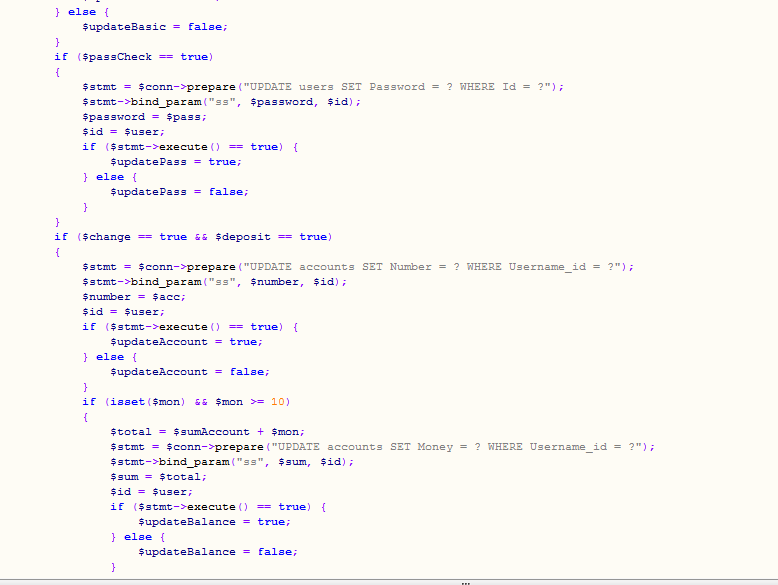 } else {
$updateBasic = false;
}
if ($passCheck == true)
{
$stmt = $conn->prepare("UPDATE users SET Password = ? WHERE Id = ?");
$stmt->bind_param("ss", $password, $id);
$password = $pass;
$id = $user;
if ($stmt->execute() == true) {
$updatePass = true;
} else {
$updatePass = false;
}
}
if ($change == true && $deposit == true)
{
$stmt = $conn->prepare("UPDATE accounts SET Number = ? WHERE Username_id = ?");
$stmt->bind_param("ss", $number, $id);
$number = $acc;
$id = $user;
if ($stmt->execute() == true) {
$updateAccount = true;
} else {
$updateAccount = false;
}
if (isset($mon) && $mon >= 10)
{
$total = $sumAccount + $mon;
$stmt = $conn->prepare("UPDATE accounts SET Money = ? WHERE Username_id = ?");
$stmt->bind_param("ss", $sum, $id);
$sum = $total;
$id = $user;
if ($stmt->execute() == true) {
$updateBalance = true;
} else {
$updateBalance = false;
}